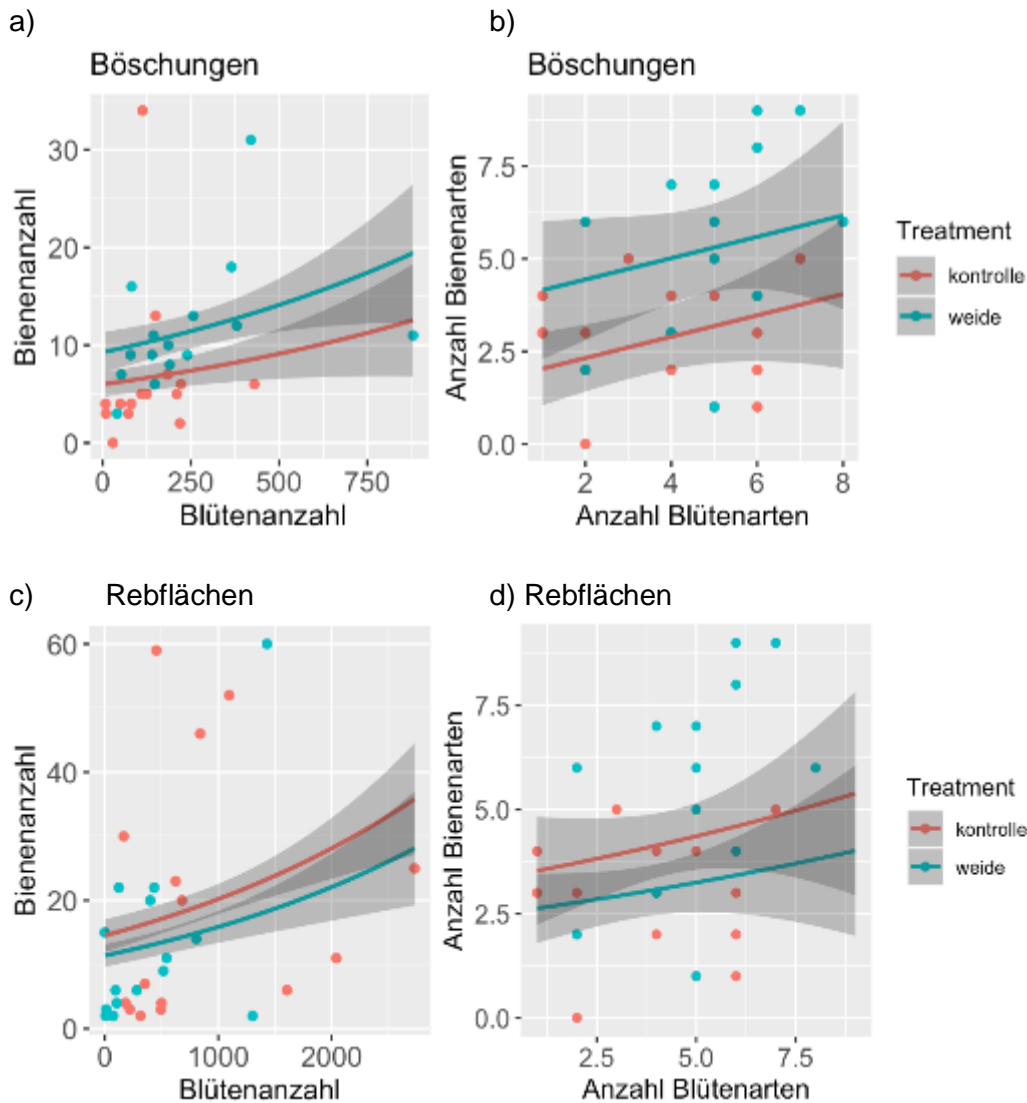 a)
Böschungen
Bienenanzahl
30
20
10
0
0 250 500 750
Blütenanzahl
b)
Böschungen
Anzahl Bienenarten
7.5
5.0
2.5
0.0
2 4 6 8
Anzahl Blütenarten
Treatment
kontrolle
weide
c) Rebflächen
Bienenanzahl
60
40
20
0
0 1000 2000
Blütenanzahl
d) Rebflächen
Anzahl Bienenarten
7.5
5.0
2.5
0.0
2.5 5.0 7.5
Anzahl Blütenarten
Treatment
kontrolle
weide